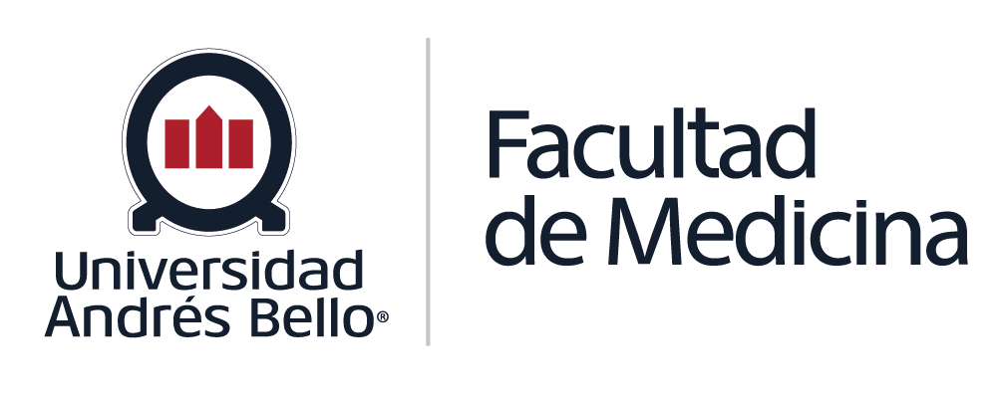 Universidad
Andrés Bello®
Facultad
de Medicina